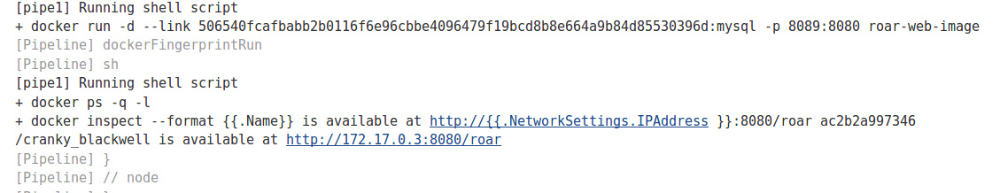 [pipe1] Running shell script
+ docker run -d --link 506540fcafbabb2b0116f6e96cbbe4096479f19bcd8b8e664a9b84d85530396d:mysql -p 8089:8080 roar-web-image
[Pipeline] dockerFingerprintRun
[Pipeline] sh
[pipe1] Running shell script
+ docker ps -q -l
+ docker inspect --format {{.Name}} is available at http://{{.NetworkSettings.IPAddress }}:8080/roar ac2b2a997346
/cranky_blackwell is available at http://172.17.0.3:8080/roar
[Pipeline] }
[Pipeline] // node